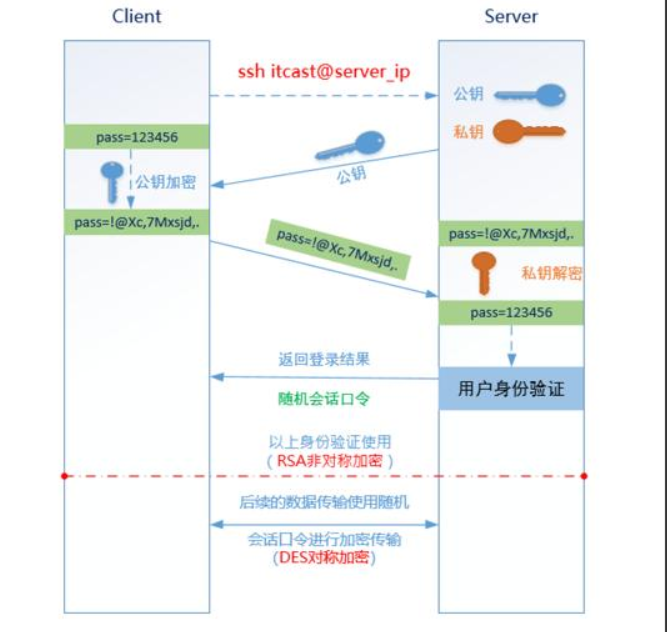 Client
Server
ssh itcast@server_ip
公钥
私钥
pass=123456
公钥
公钥加密
pass=!@Xc,7Mxsjd,.
pass=!@Xc,7Mxsjd,.
pass=!@Xc,7Mxsjd,.
私钥解密
pass=123456
返回登录结果
用户身份验证
随机会话口令
以上身份验证使用
（RSA非对称加密）
后续的数据传输使用随机
会话口令进行加密传输
（DES对称加密）